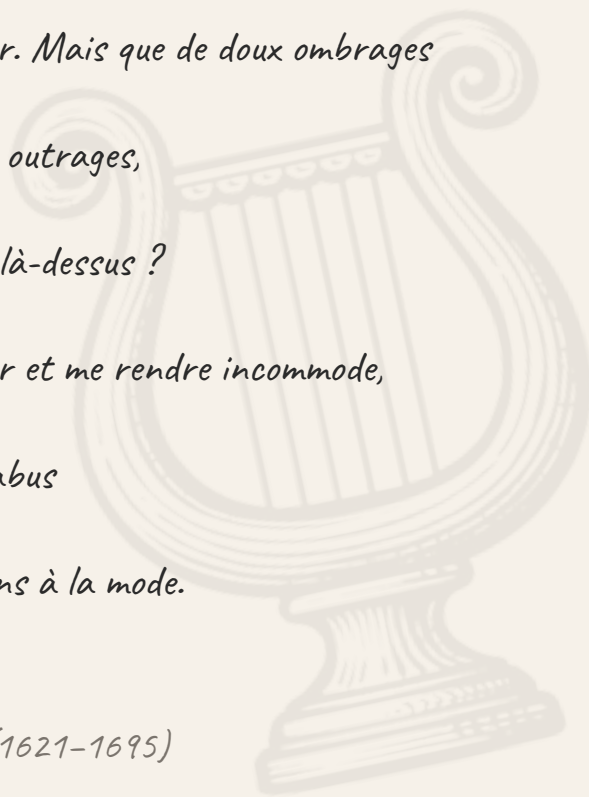 r. Mais que de doux ombrages
outrages,
là-dessus ?
r et me rendre incommode,
abus
ns à la mode.
(1621–1695)